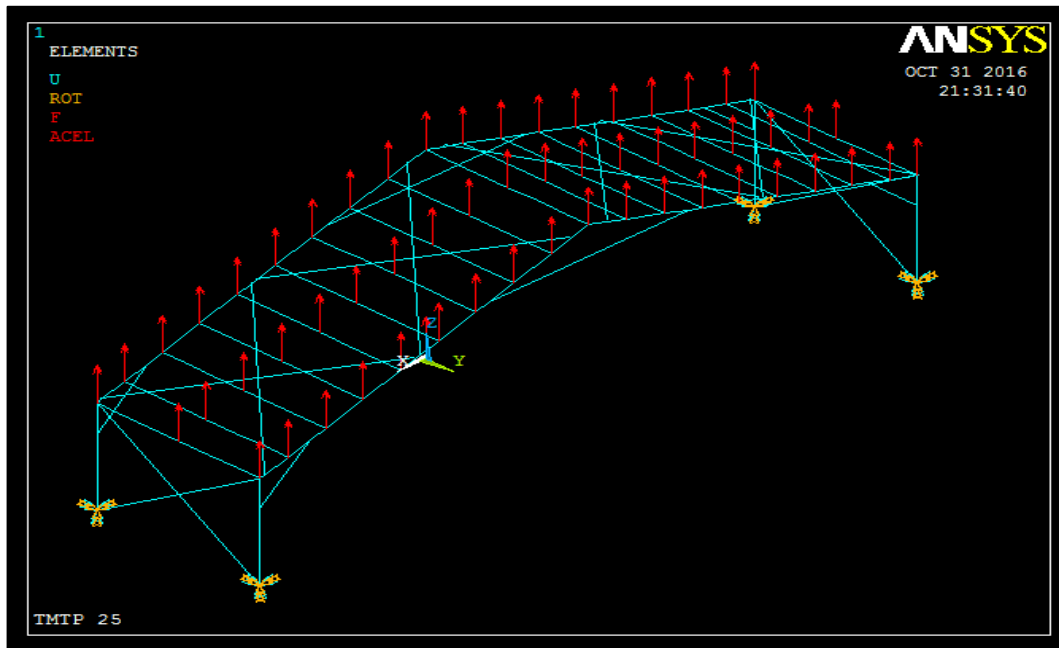 1
ELEMENTS
U
ROT
F
ACEL
ANSYS
OCT 31 2016
21:31:40
Z
X
Y
TMTP 25